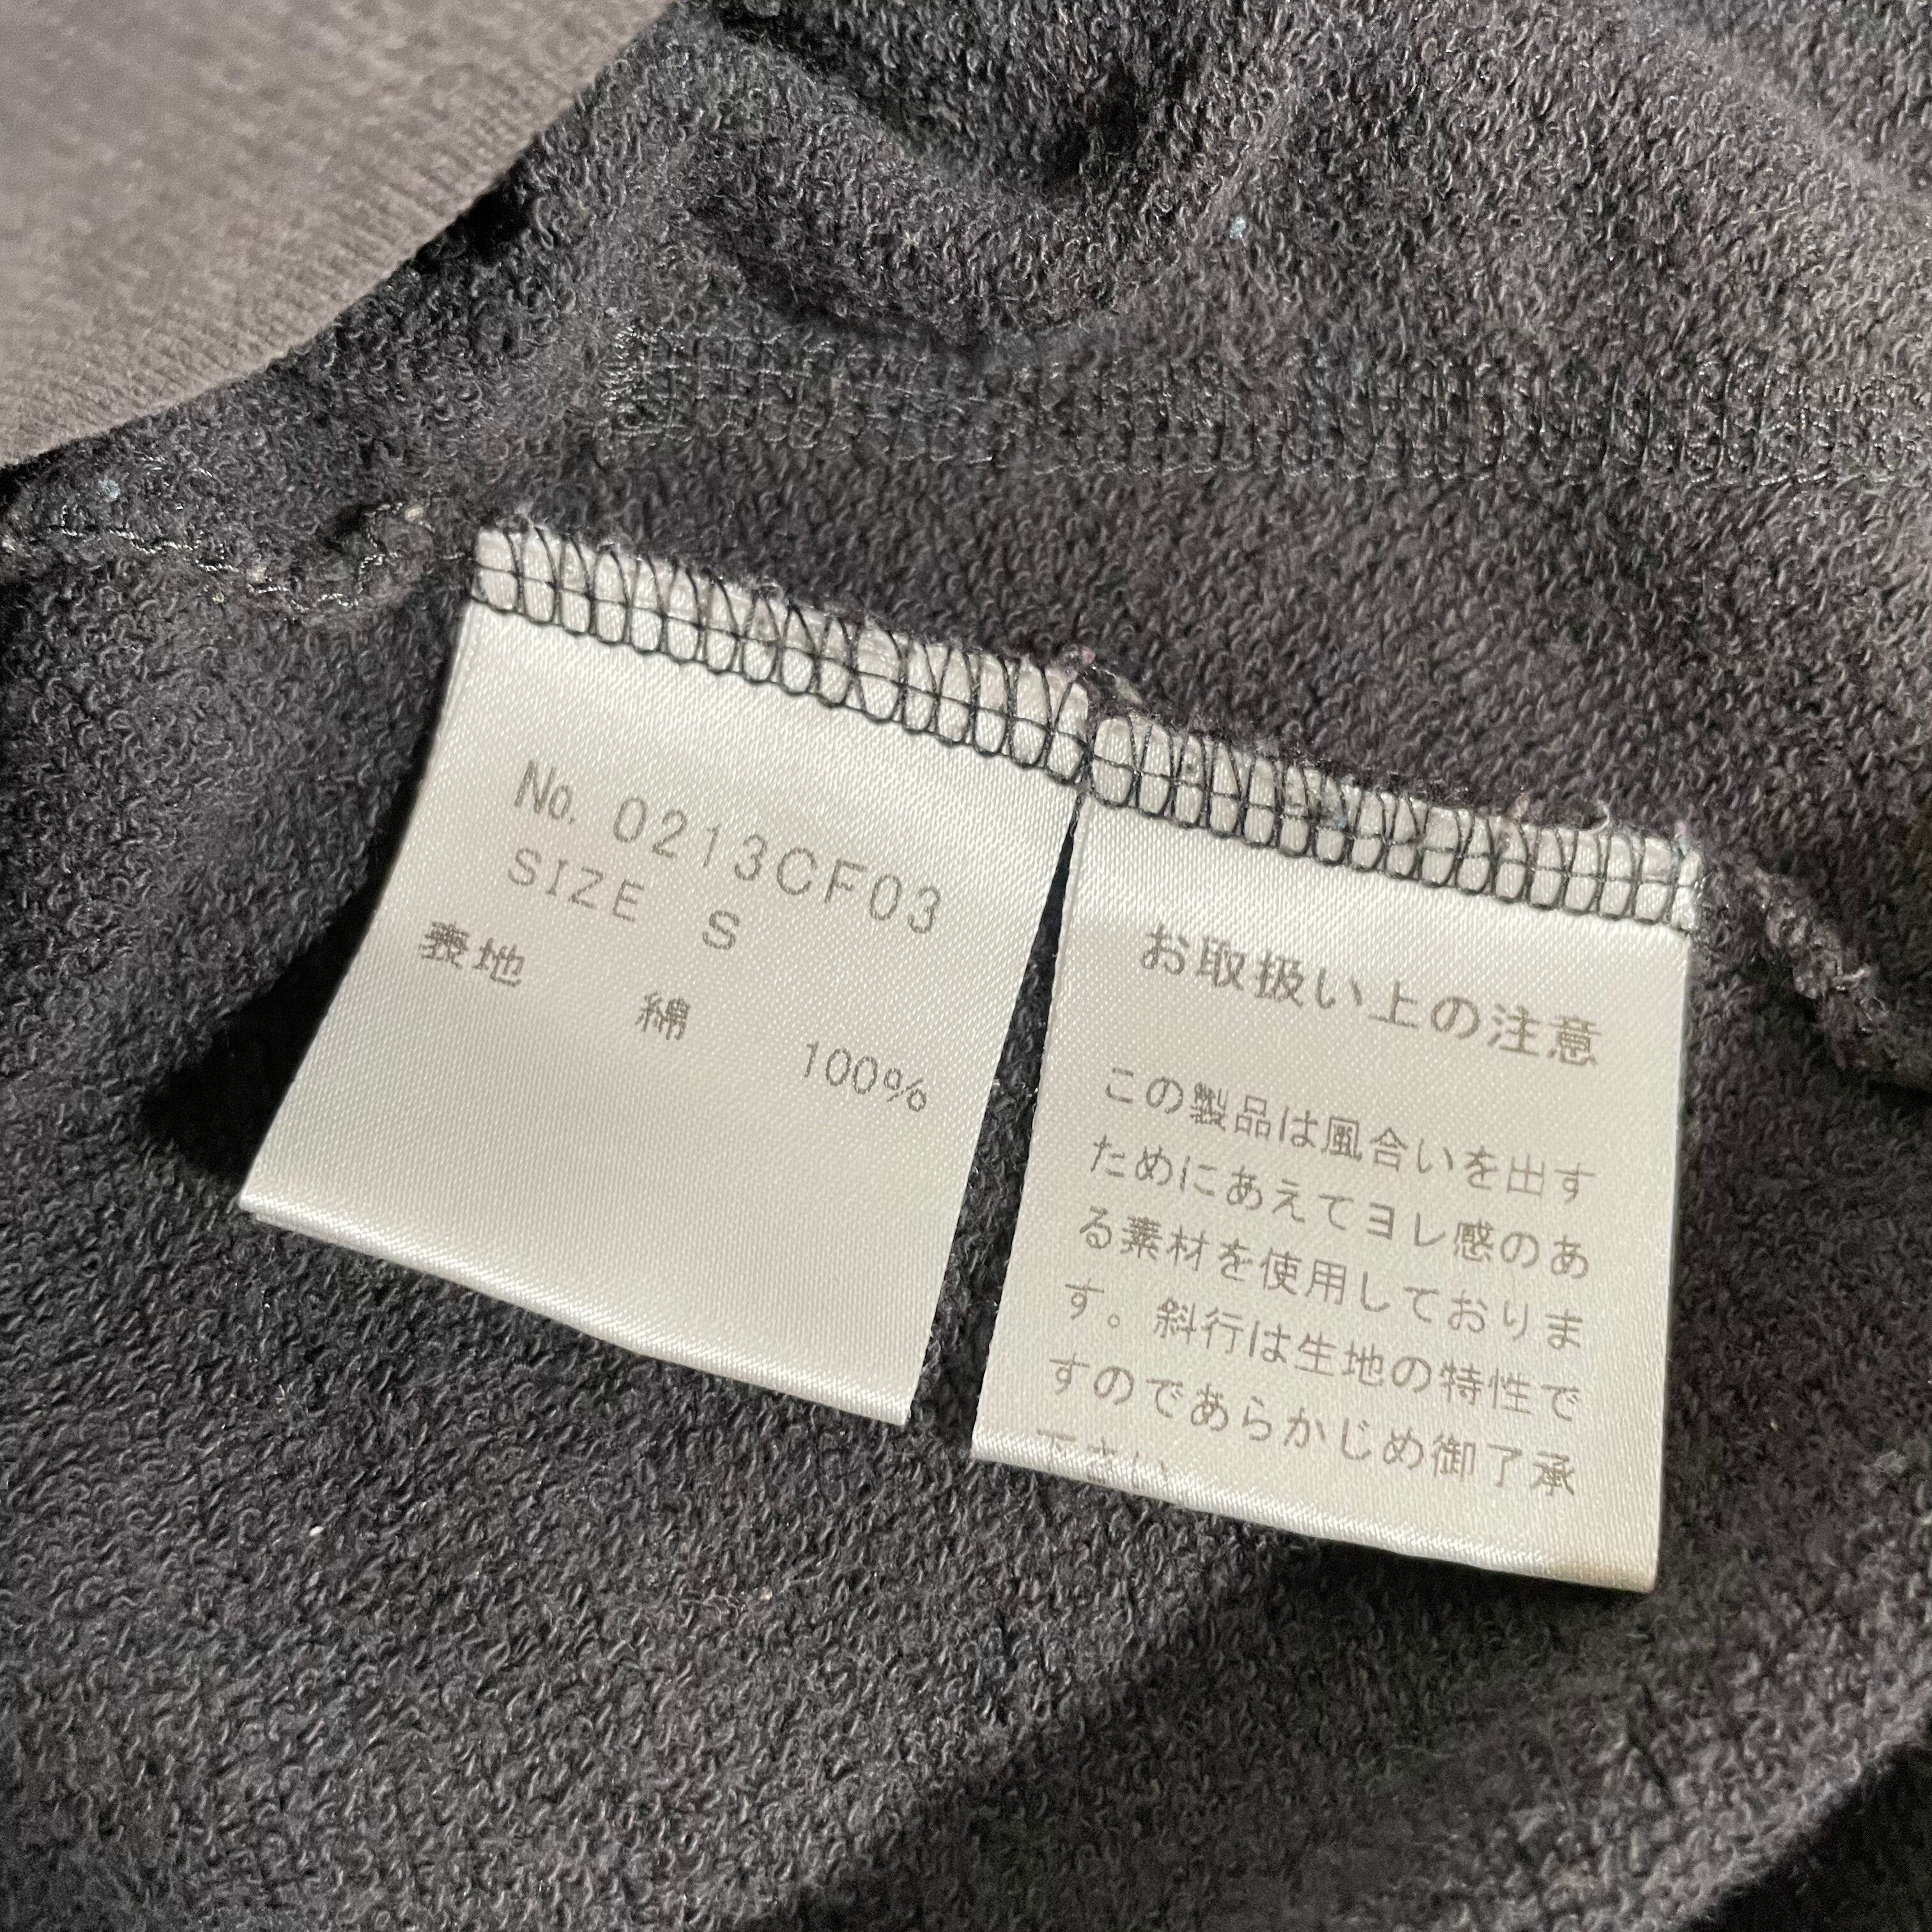 No. 0213CF03
SIZE S
表地 綿 100%
お取扱い上の注意
この製品は風合いを出す
ためにあえてヨレ感のあ
る素材を使用しておりま
す。斜行は生地の特性で
すのであらかじめ御了承
下さい